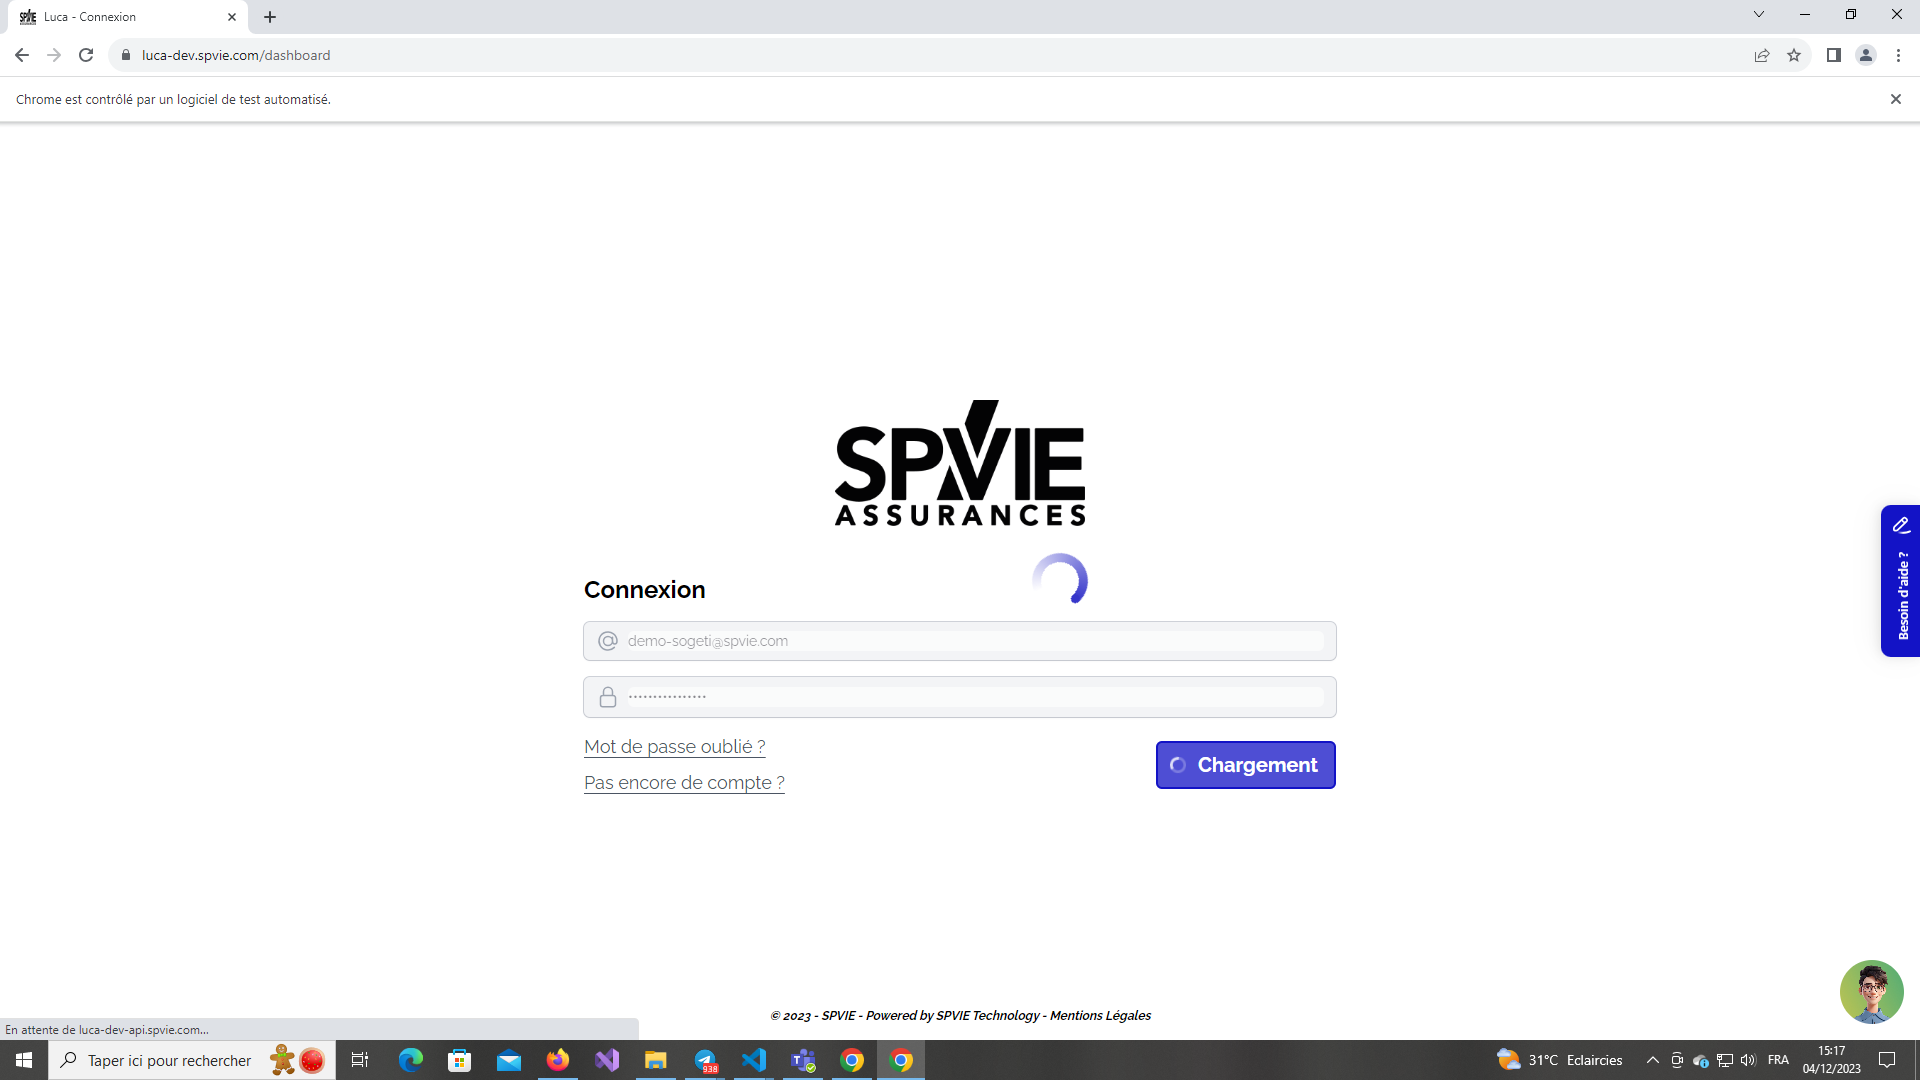 Luca - Connexion
luca-dev.spvie.com/dashboard
Chrome est contrôlé par un logiciel de test automatisé.
SPVIE
ASSURANCES
Connexion
demo-sogeti@spvie.com
••••••••••••••••
Mot de passe oublié ?
Chargement
Pas encore de compte ?
Besoin d'aide ?
© 2023 - SPVIE - Powered by SPVIE Technology - Mentions Légales
En attente de luca-dev-api.spvie.com...
Taper ici pour rechercher
938
31°C Eclaircies
FRA
15:17
04/12/2023